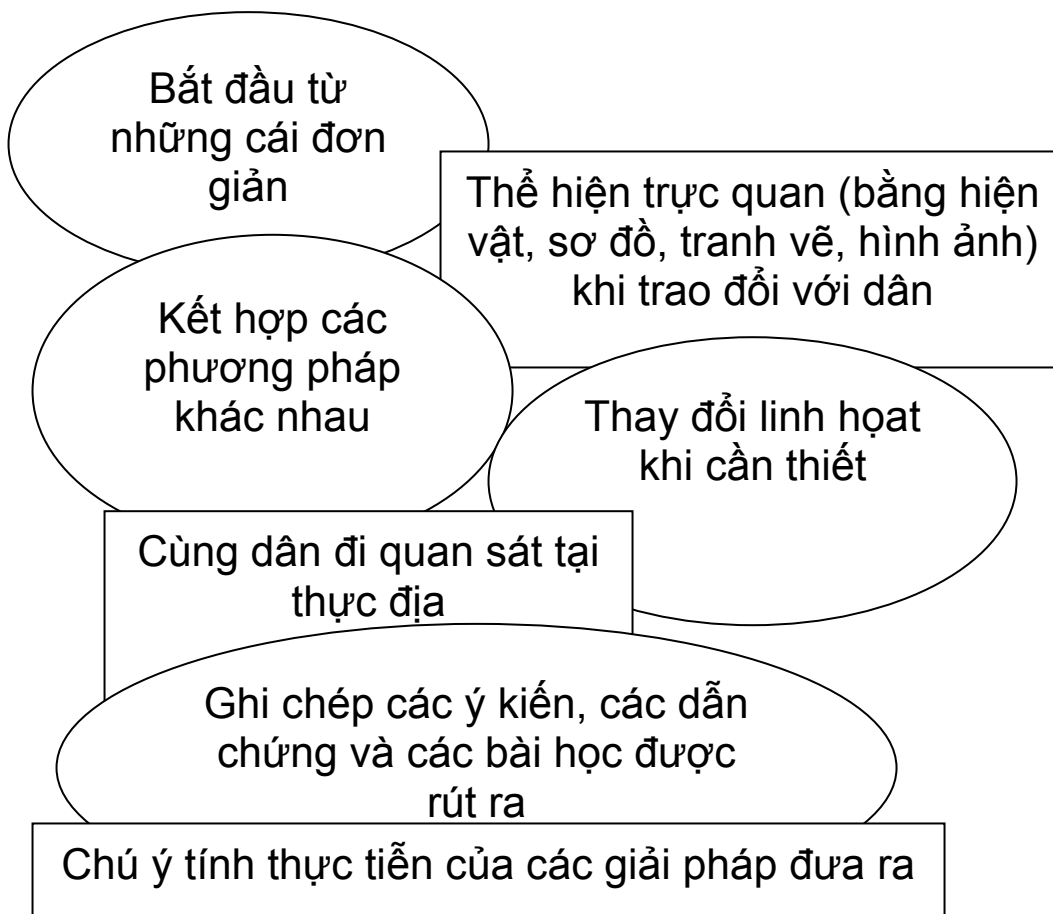 Bắt đầu từ
những cái đơn
giản
Thể hiện trực quan (bằng hiện
vật, sơ đồ, tranh vẽ, hình ảnh)
khi trao đổi với dân
Kết hợp các
phương pháp
khác nhau
Thay đổi linh họat
khi cần thiết
Cùng dân đi quan sát tại
thực địa
Ghi chép các ý kiến, các dẫn
chứng và các bài học được
rút ra
Chú ý tính thực tiễn của các giải pháp đưa ra